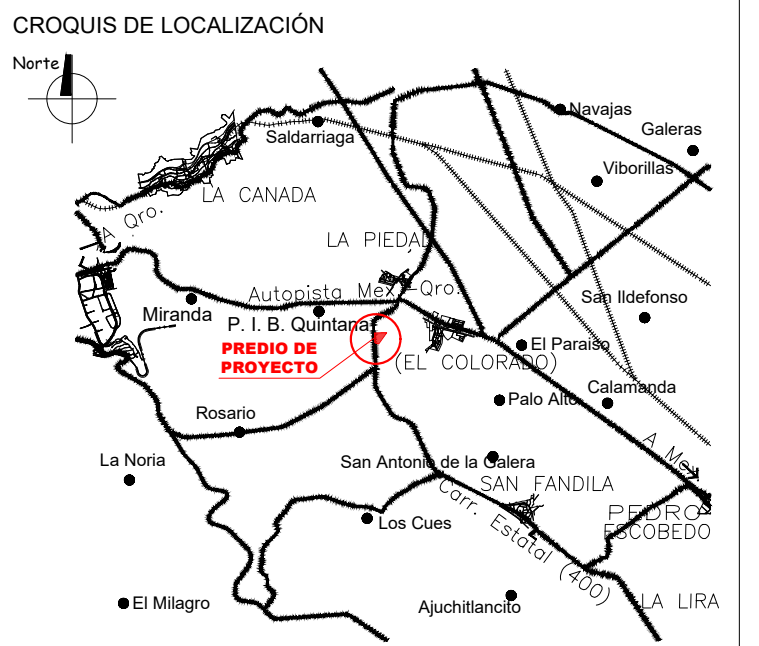 CROQUIS DE LOCALIZACIÓN
Norte
Navajas
Saldarriaga
Galeras
Viborillas
LA CANADA
A Qro.
LA PIEDAD
Autopista Mex-Qro.
San Ildefonso
Miranda
P. I. B. Quintana
PREDIO DE
PROYECTO
El Paraiso
(EL COLORADO)
Calamanda
Palo Alto
Rosario
A Mex
La Noria
San Antonio de la Galera
SAN FANDILA
Carr. Estatal (400)
PEDRO
ESCOBEDO
Los Cues
El Milagro
Ajuchitlancito
LA LIRA